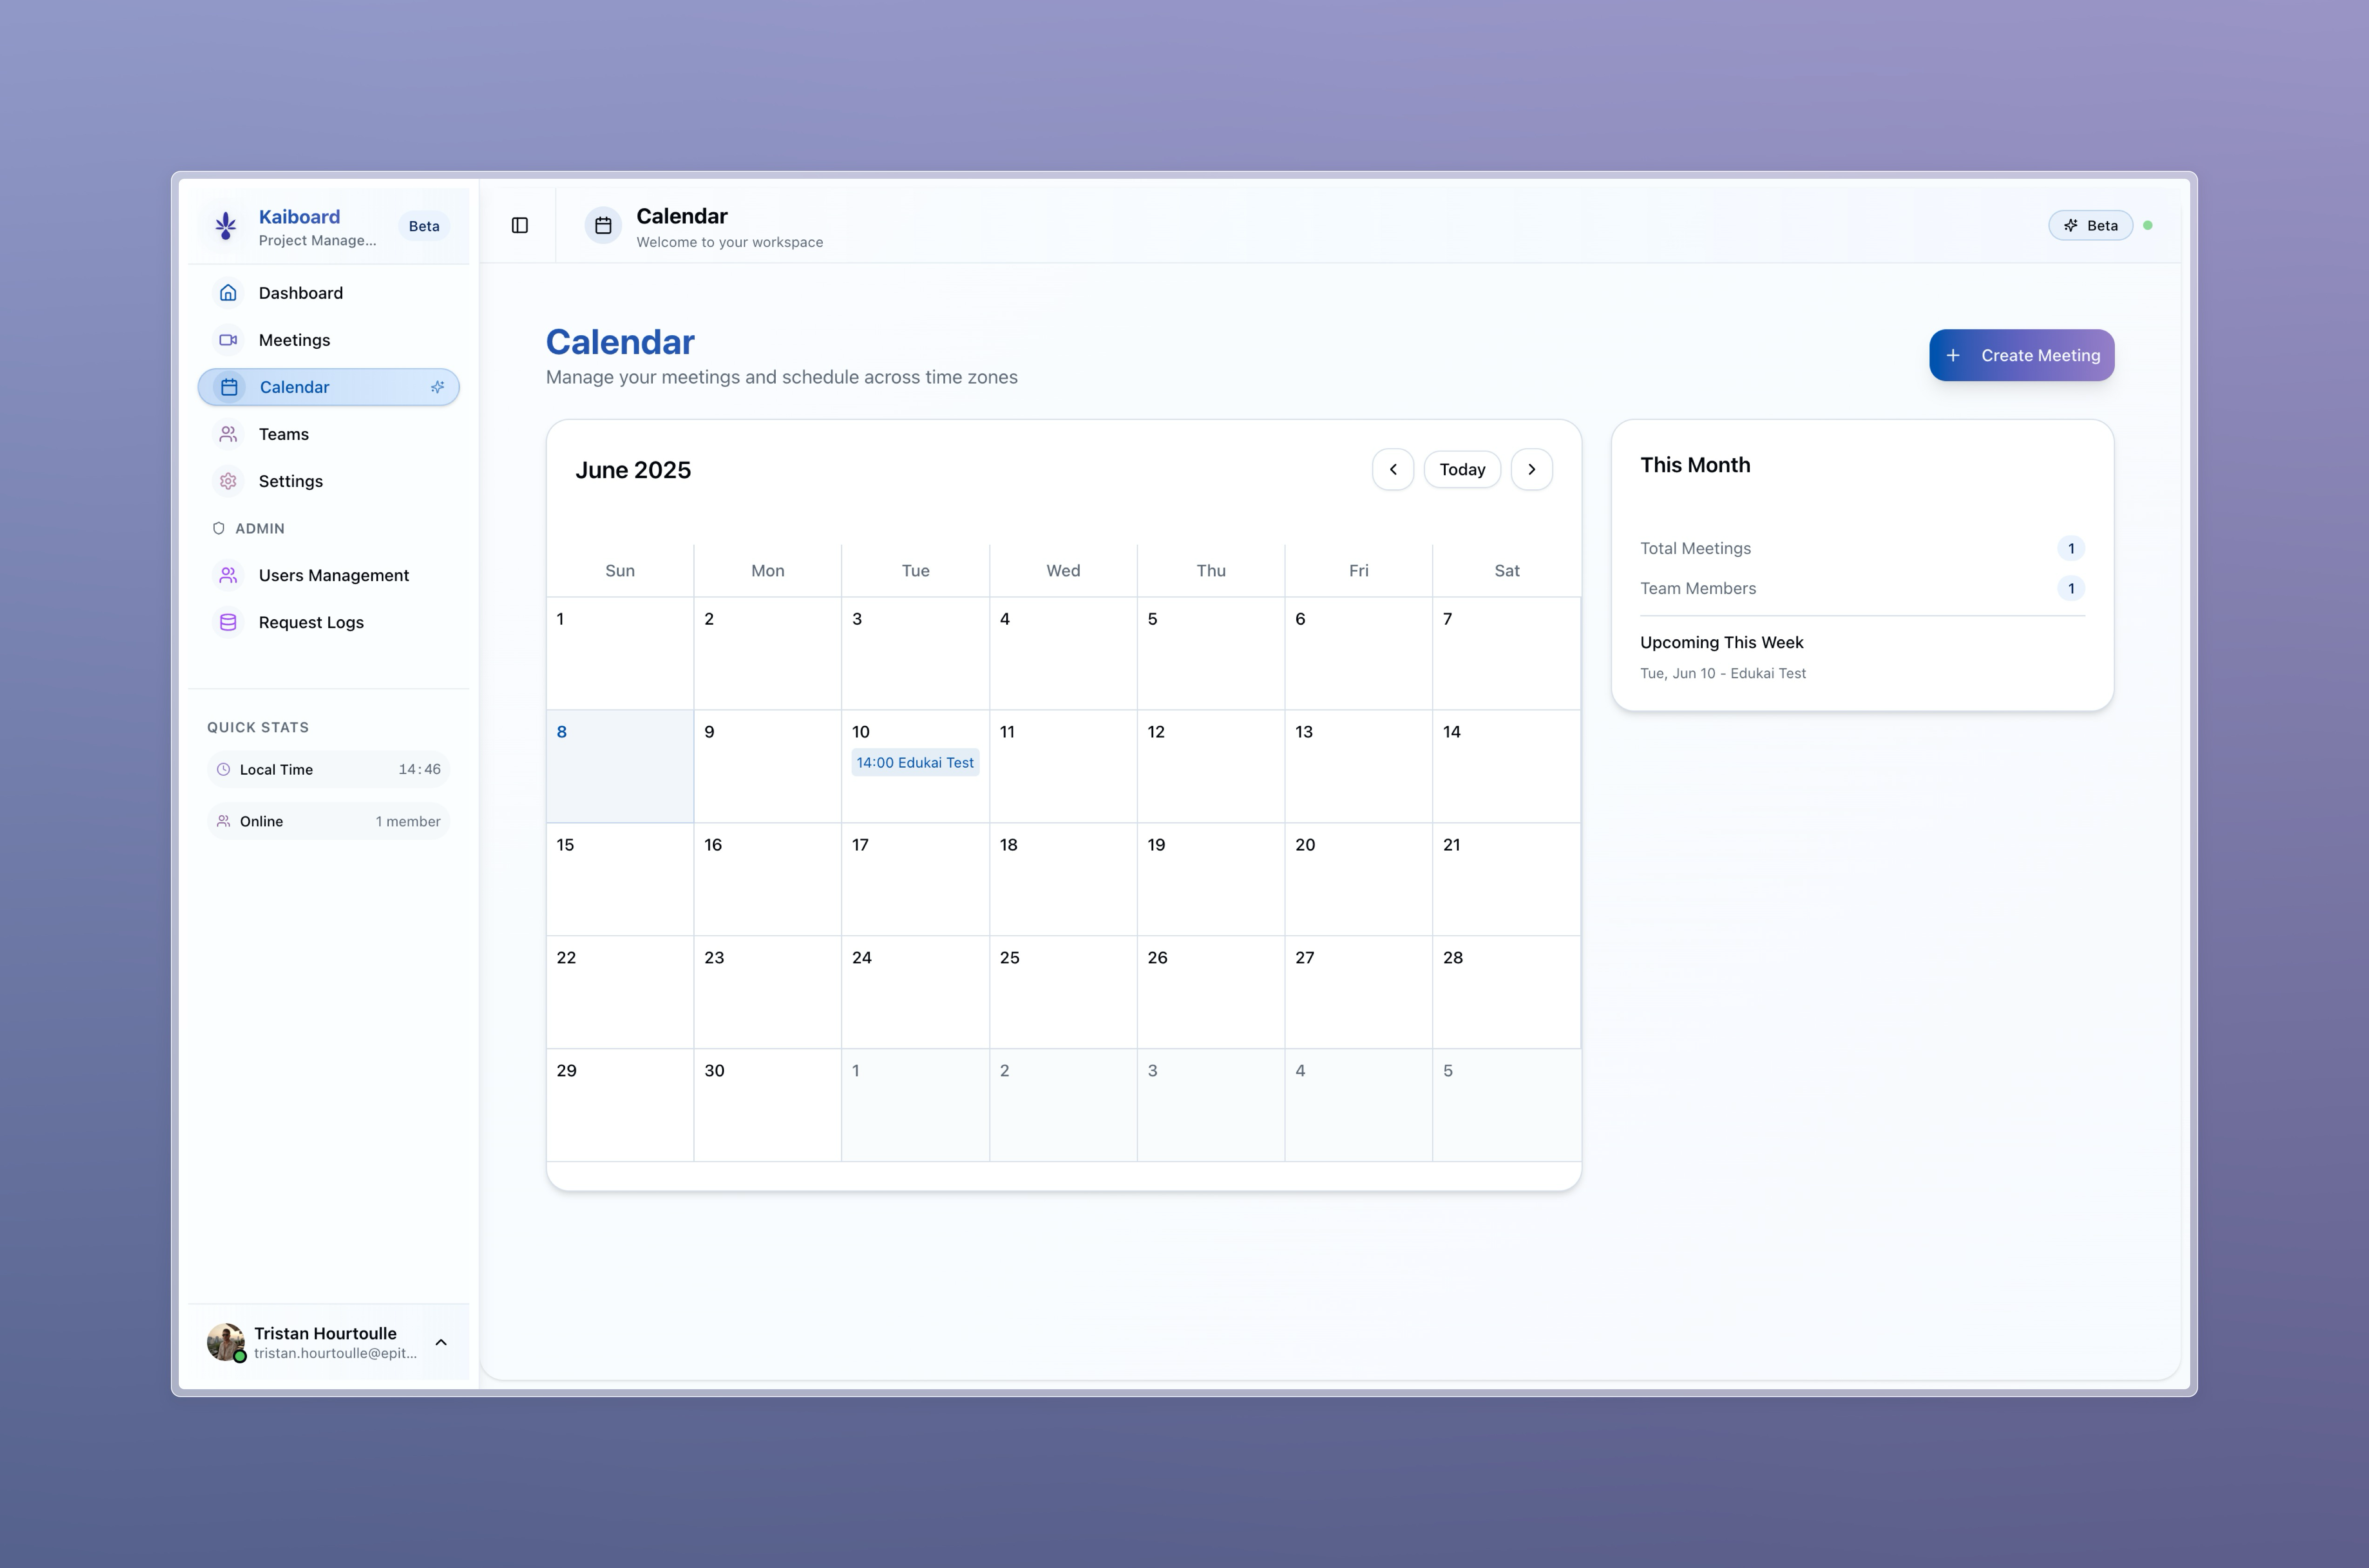 Kaiboard
Project Manage...
Beta
Dashboard
Meetings
Calendar
Teams
Settings
ADMIN
Users Management
Request Logs
QUICK STATS
Local Time 14:46
Online 1 member
Tristan Hourtoulle
tristan.hourtoulle@epit...
Calendar
Welcome to your workspace
Beta
Calendar
Manage your meetings and schedule across time zones
Create Meeting
June 2025
Today
Sun Mon Tue Wed Thu Fri Sat
1 2 3 4 5 6 7
8 9 10 11 12 13 14
14:00 Edukai Test
15 16 17 18 19 20 21
22 23 24 25 26 27 28
29 30 1 2 3 4 5
This Month
Total Meetings 1
Team Members 1
Upcoming This Week
Tue, Jun 10 - Edukai Test